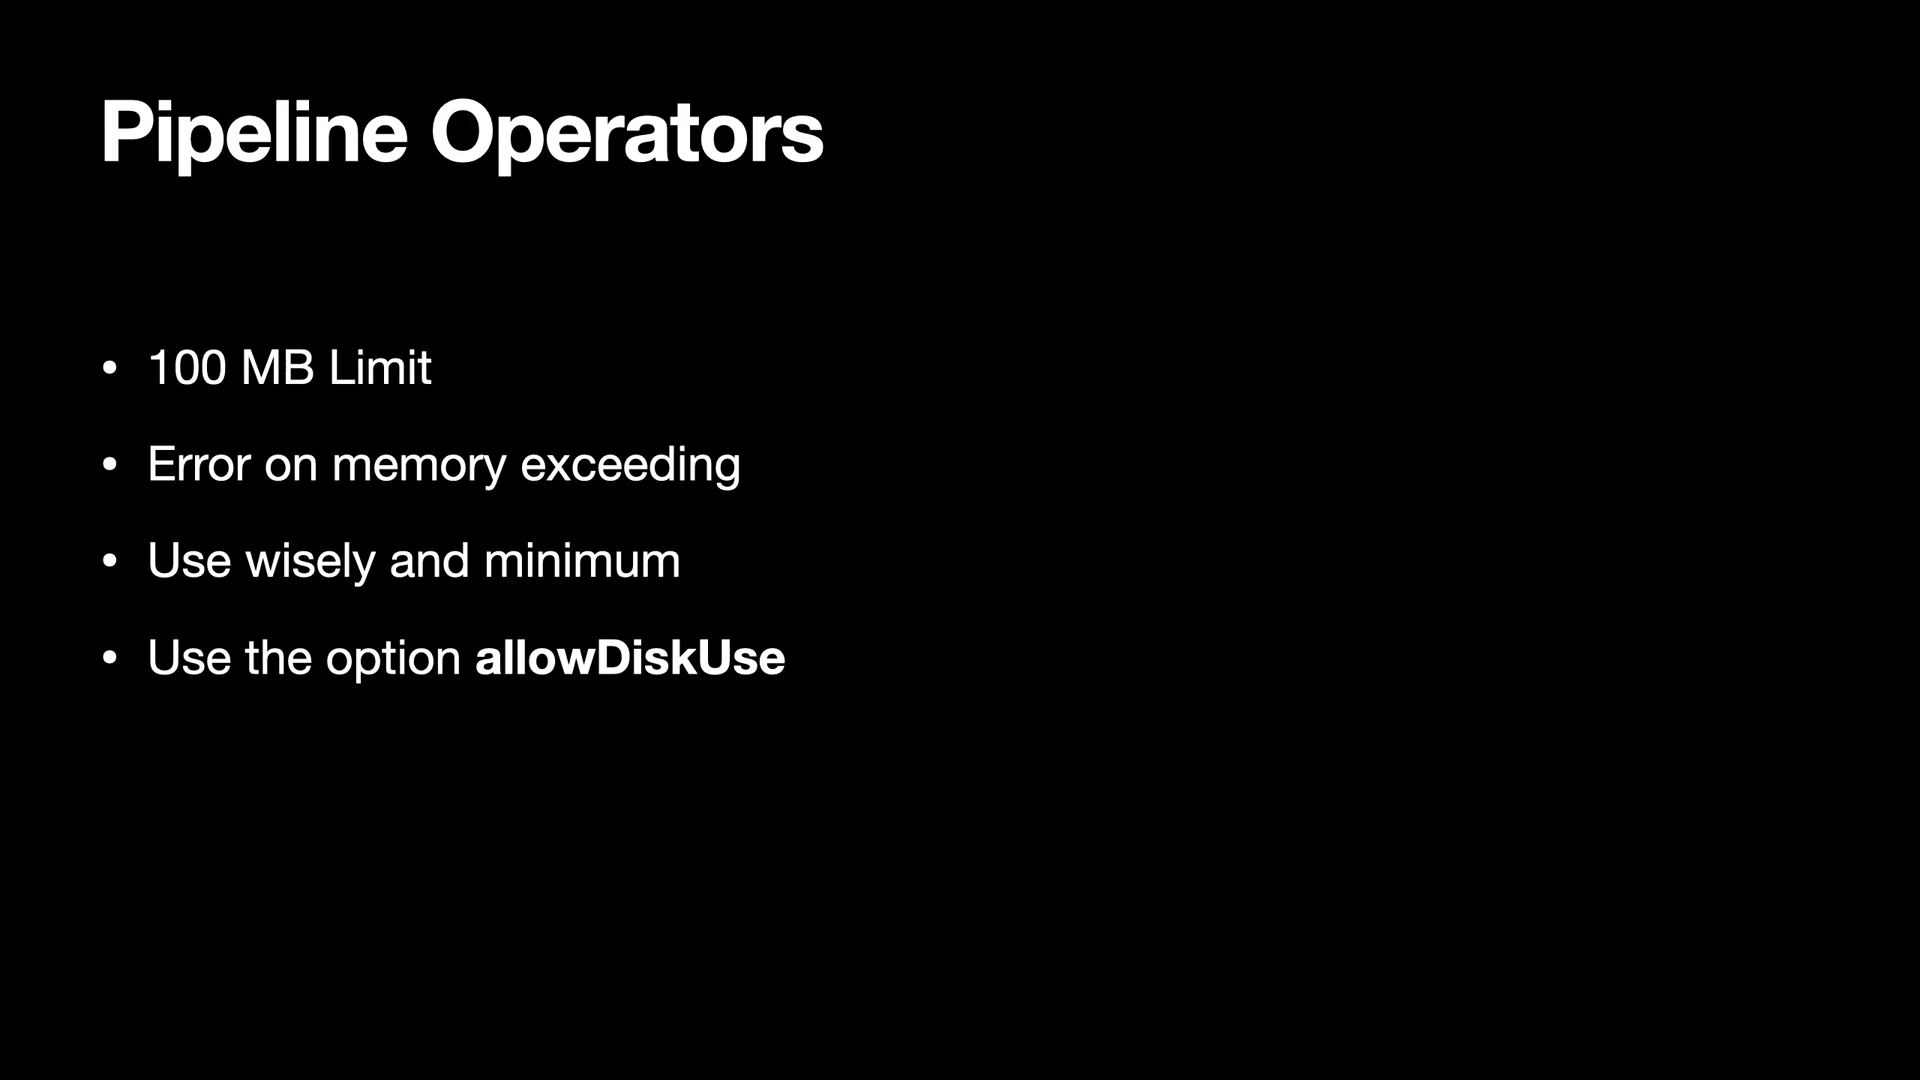 Pipeline Operators
• 100 MB Limit
• Error on memory exceeding
• Use wisely and minimum
• Use the option allowDiskUse